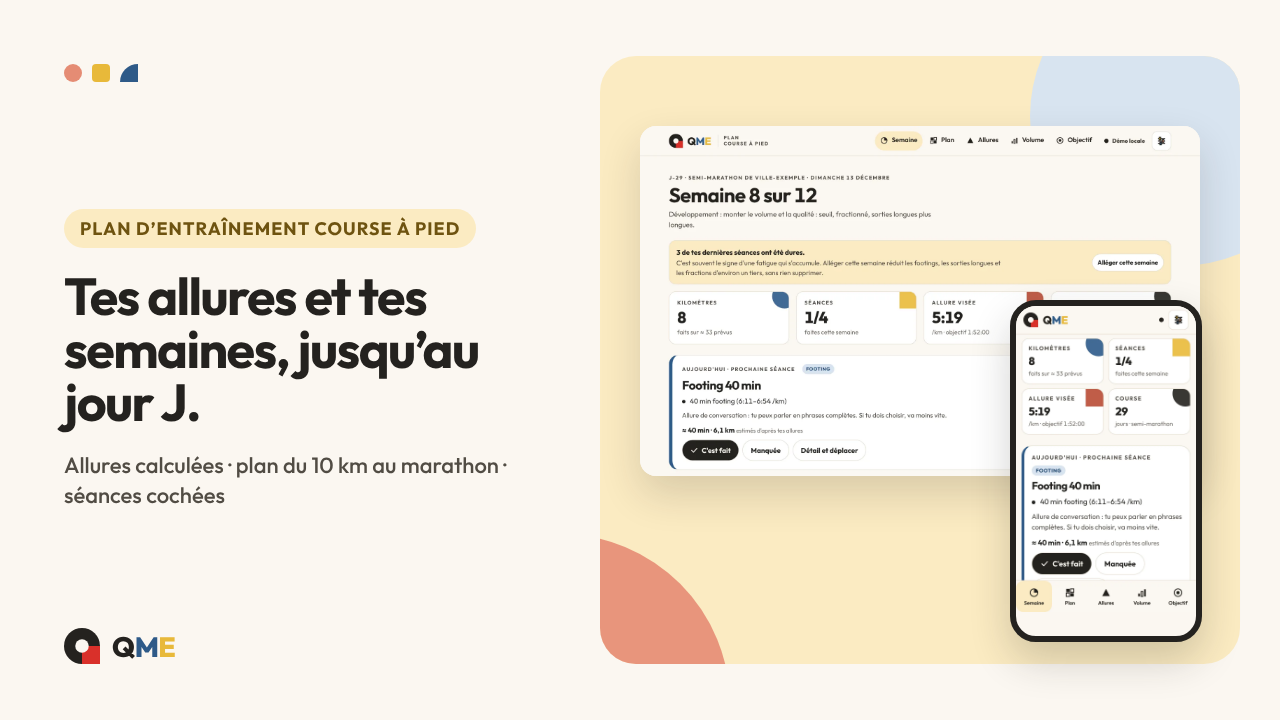 PLAN D’ENTRAÎNEMENT COURSE À PIED
Tes allures et tes
semaines, jusqu’au
jour J.
Allures calculées · plan du 10 km au marathon ·
séances cochées
QME
QME
PLAN
COURSE À PIED
Semaine
Plan
Allures
Volume
Objectif
Démo locale
J-29 · SEMI-MARATHON DE VILLE-EXEMPLE · DIMANCHE 13 DÉCEMBRE
Semaine 8 sur 12
Développement : monter le volume et la qualité : seuil, fractionné, sorties longues plus
longues.
3 de tes dernières séances ont été dures.
C'est souvent le signe d'une fatigue qui s'accumule. Alléger cette semaine réduit les footings, les sorties longues et
les fractions d'environ un tiers, sans rien supprimer.
Alléger cette semaine
KILOMÈTRES
8
faits sur ≈ 33 prévus
SÉANCES
1/4
faites cette semaine
ALLURE VISÉE
5:19
/km · objectif 1:52:00
AUJOURD'HUI · PROCHAINE SÉANCE FOOTING
Footing 40 min
40 min footing (6:11–6:54 /km)
Allure de conversation : tu peux parler en phrases complètes. Si tu dois choisir, va moins vite.
≈ 40 min · 6,1 km estimés d'après tes allures
C'est fait
Manquée
Détail et déplacer
QME
KILOMÈTRES
8
faits sur ≈ 33 prévus
SÉANCES
1/4
faites cette semaine
ALLURE VISÉE
5:19
/km · objectif 1:52:00
COURSE
29
jours · semi-marathon
AUJOURD'HUI · PROCHAINE SÉANCE
FOOTING
Footing 40 min
40 min footing (6:11–6:54 /km)
Allure de conversation : tu peux parler en phrases
complètes. Si tu dois choisir, va moins vite.
≈ 40 min · 6,1 km estimés d'après tes allures
C'est fait
Manquée
Semaine
Plan
Allures
Volume
Objectif